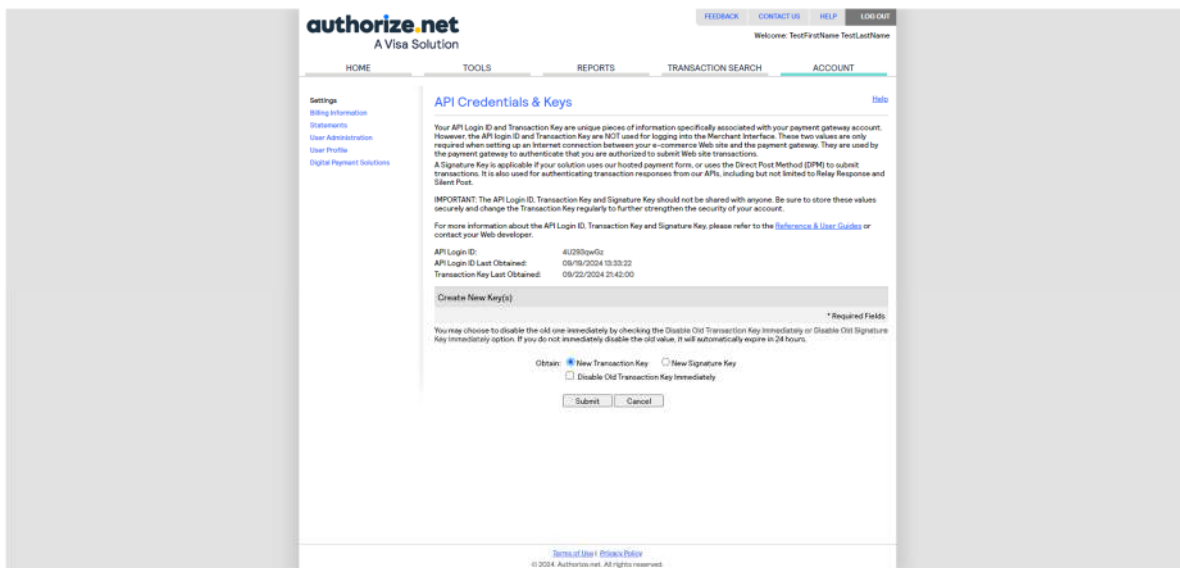 authorize.net
A Visa Solution
FEEDBACK CONTACT US HELP LOG OUT
Welcome: TestFirstName TestLastName
HOME TOOLS REPORTS TRANSACTION SEARCH ACCOUNT
Settings
Billing Information
Statements
User Administration
User Profile
Digital Payment Solutions
API Credentials & Keys
Help
Your API Login ID and Transaction Key are unique pieces of information specifically associated with your payment gateway account.
However, the API login ID and Transaction Key are NOT used for logging into the Merchant Interface. These two values are only
required when setting up an Internet connection between your e-commerce Web site and the payment gateway. They are used by
the payment gateway to authenticate that you are authorized to submit Web site transactions.
A Signature Key is applicable if your solution uses our hosted payment form, or uses the Direct Post Method (DPM) to submit
transactions. It is also used for authenticating transaction responses from our APIs, including but not limited to Relay Response and
Silent Post.
IMPORTANT: The API Login ID, Transaction Key and Signature Key should not be shared with anyone. Be sure to store these values
securely and change the Transaction Key regularly to further strengthen the security of your account.
For more information about the API Login ID, Transaction Key and Signature Key, please refer to the Reference & User Guides or
contact your Web developer.
API Login ID: 4U293qwGz
API Login ID Last Obtained: 09/19/2024 13:33:22
Transaction Key Last Obtained: 09/22/2024 21:42:00
Create New Key(s)
* Required Fields
You may choose to disable the old one immediately by checking the Disable Old Transaction Key Immediately or Disable Old Signature
Key Immediately option. If you do not immediately disable the old value, it will automatically expire in 24 hours.
Obtain: New Transaction Key New Signature Key
Disable Old Transaction Key Immediately
Submit Cancel
Terms of Use | Privacy Policy
© 2024. Authorize.net. All rights reserved.